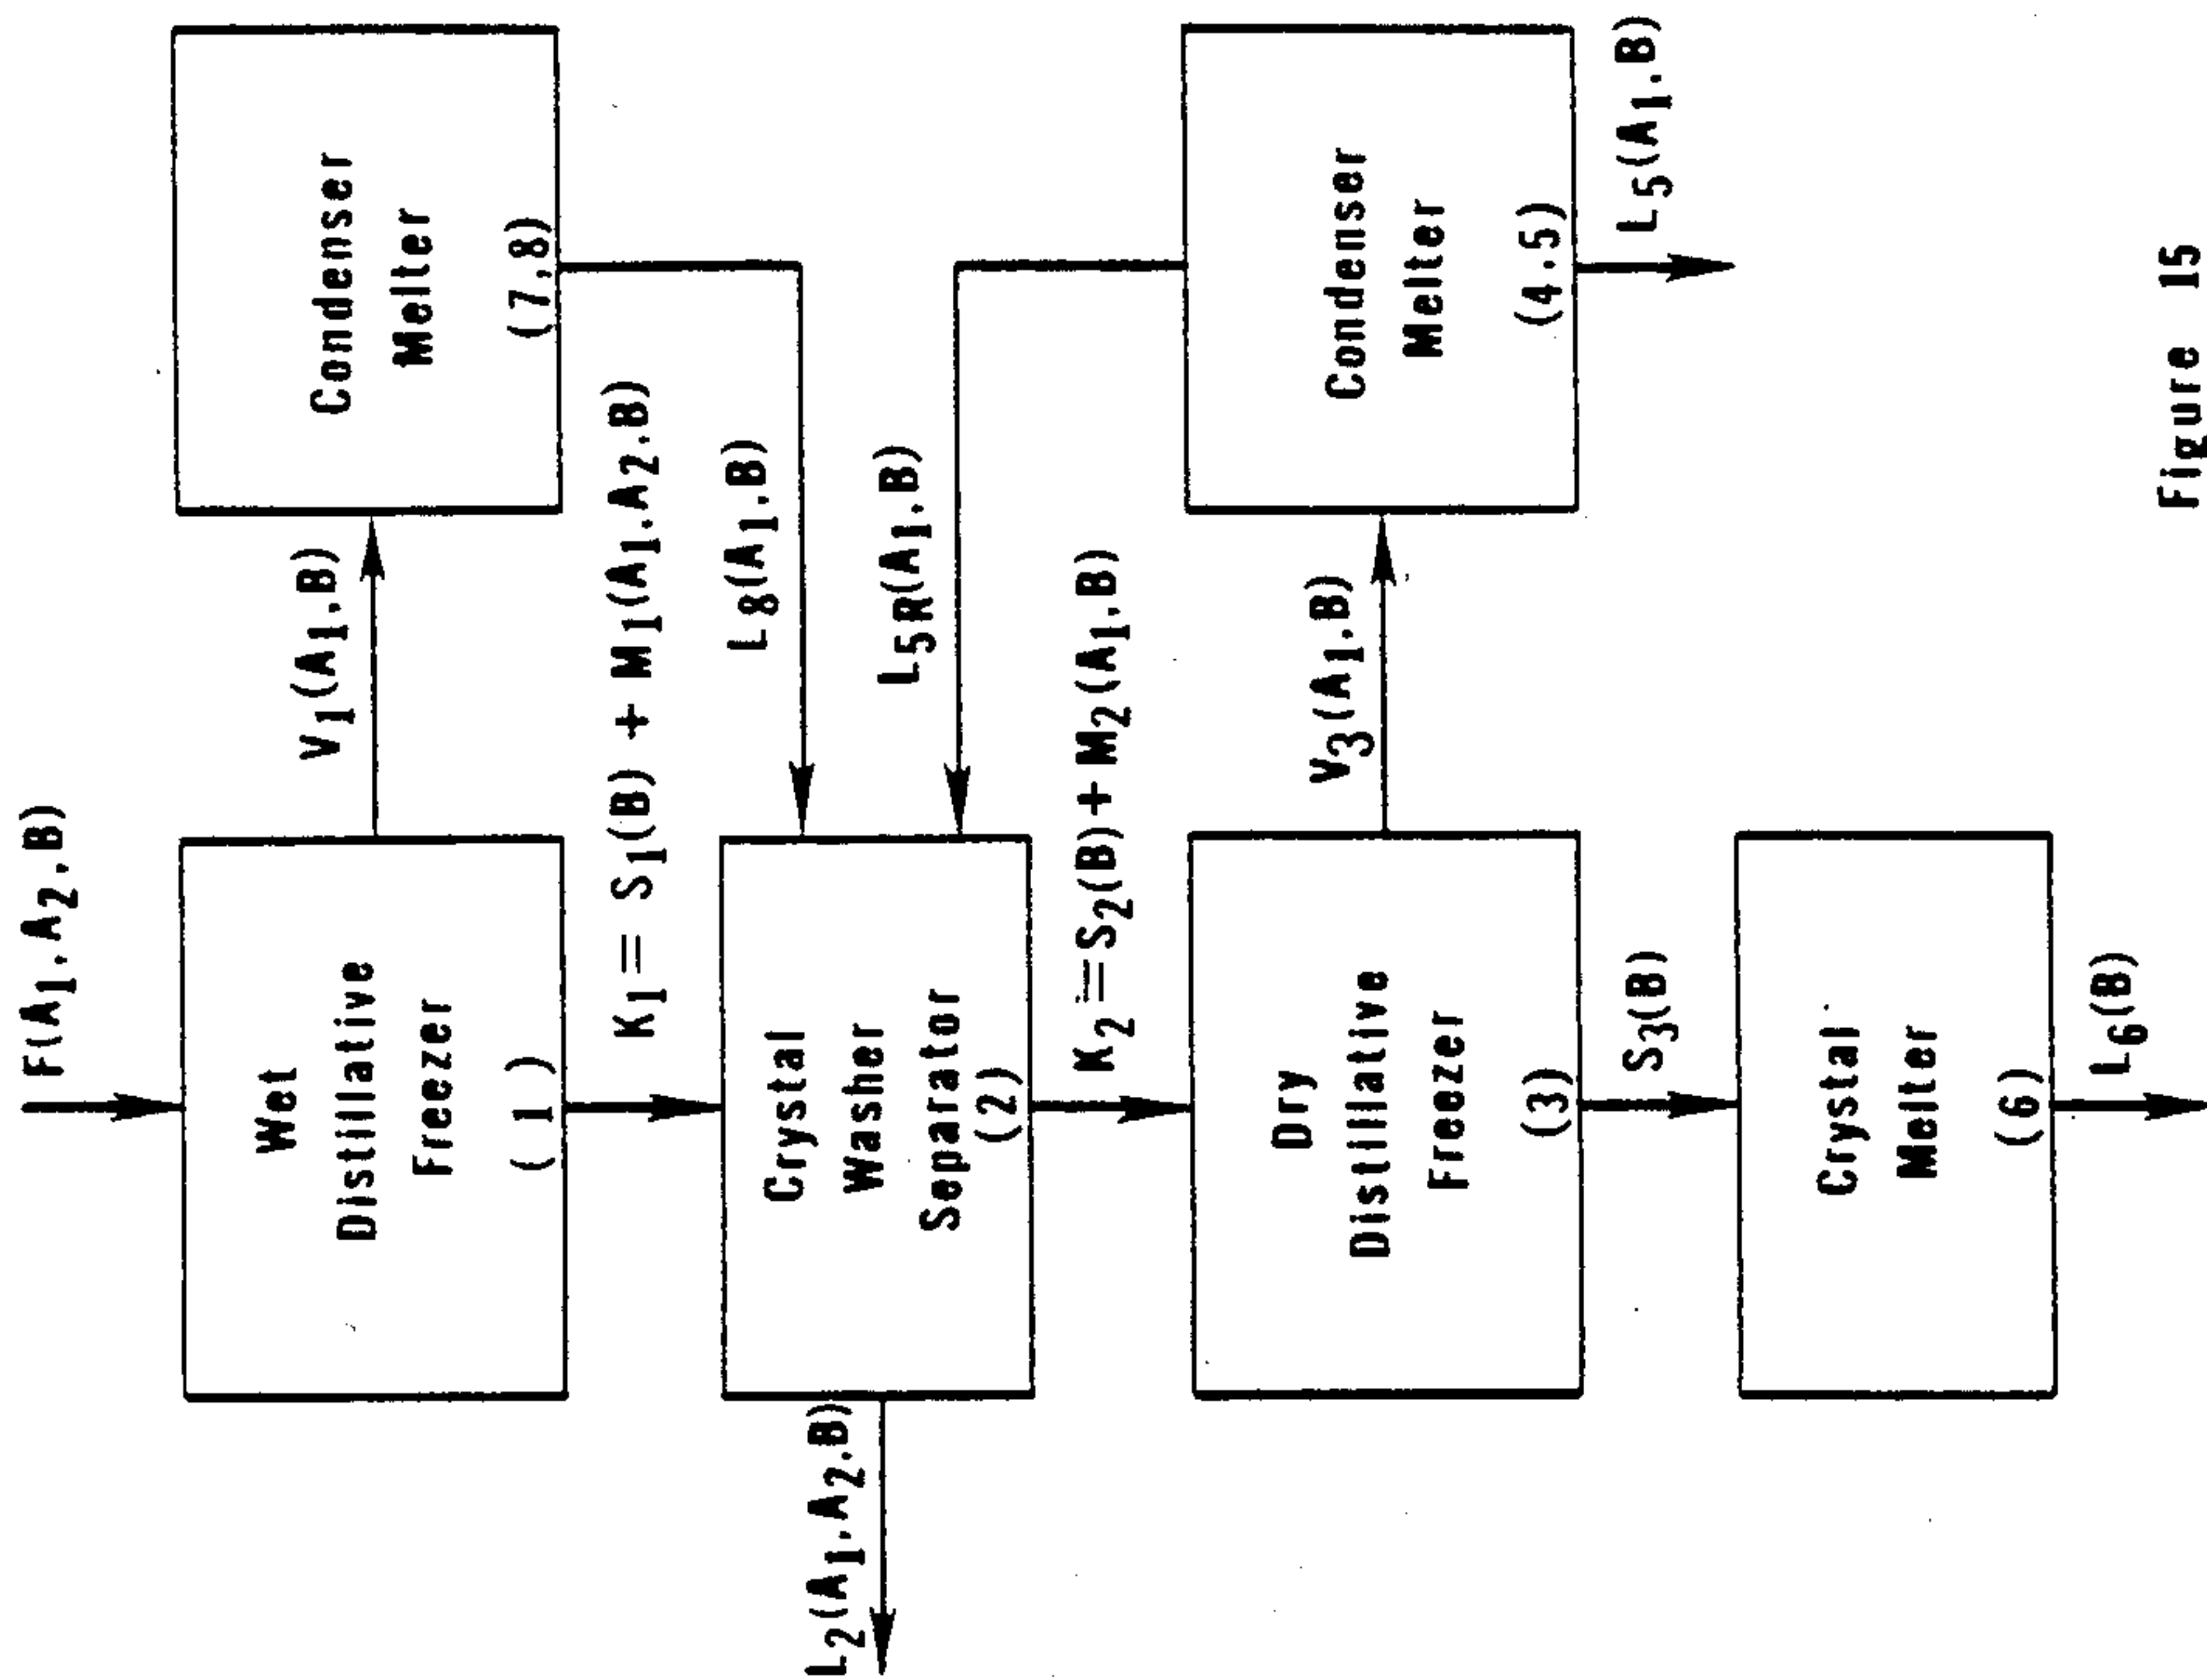 F(A1.A2.B)
Wet
Distillative
Freezer
(1)
V1(A1.B)
Condenser
Melter
(7,8)
K1 = S1(B) + M1(A1.A2.B)
L8(A1.B)
L5R(A1.B)
Crystal
Washer
Separator
(2)
L2(A1.A2.B)
K2 = S2(B) + M2(A1.B)
Dry
Distillative
Freezer
(3)
V3(A1.B)
Condenser
Melter
(4.5)
L5(A1.B)
S3(B)
Crystal
Melter
(6)
L6(B)
Figure 15